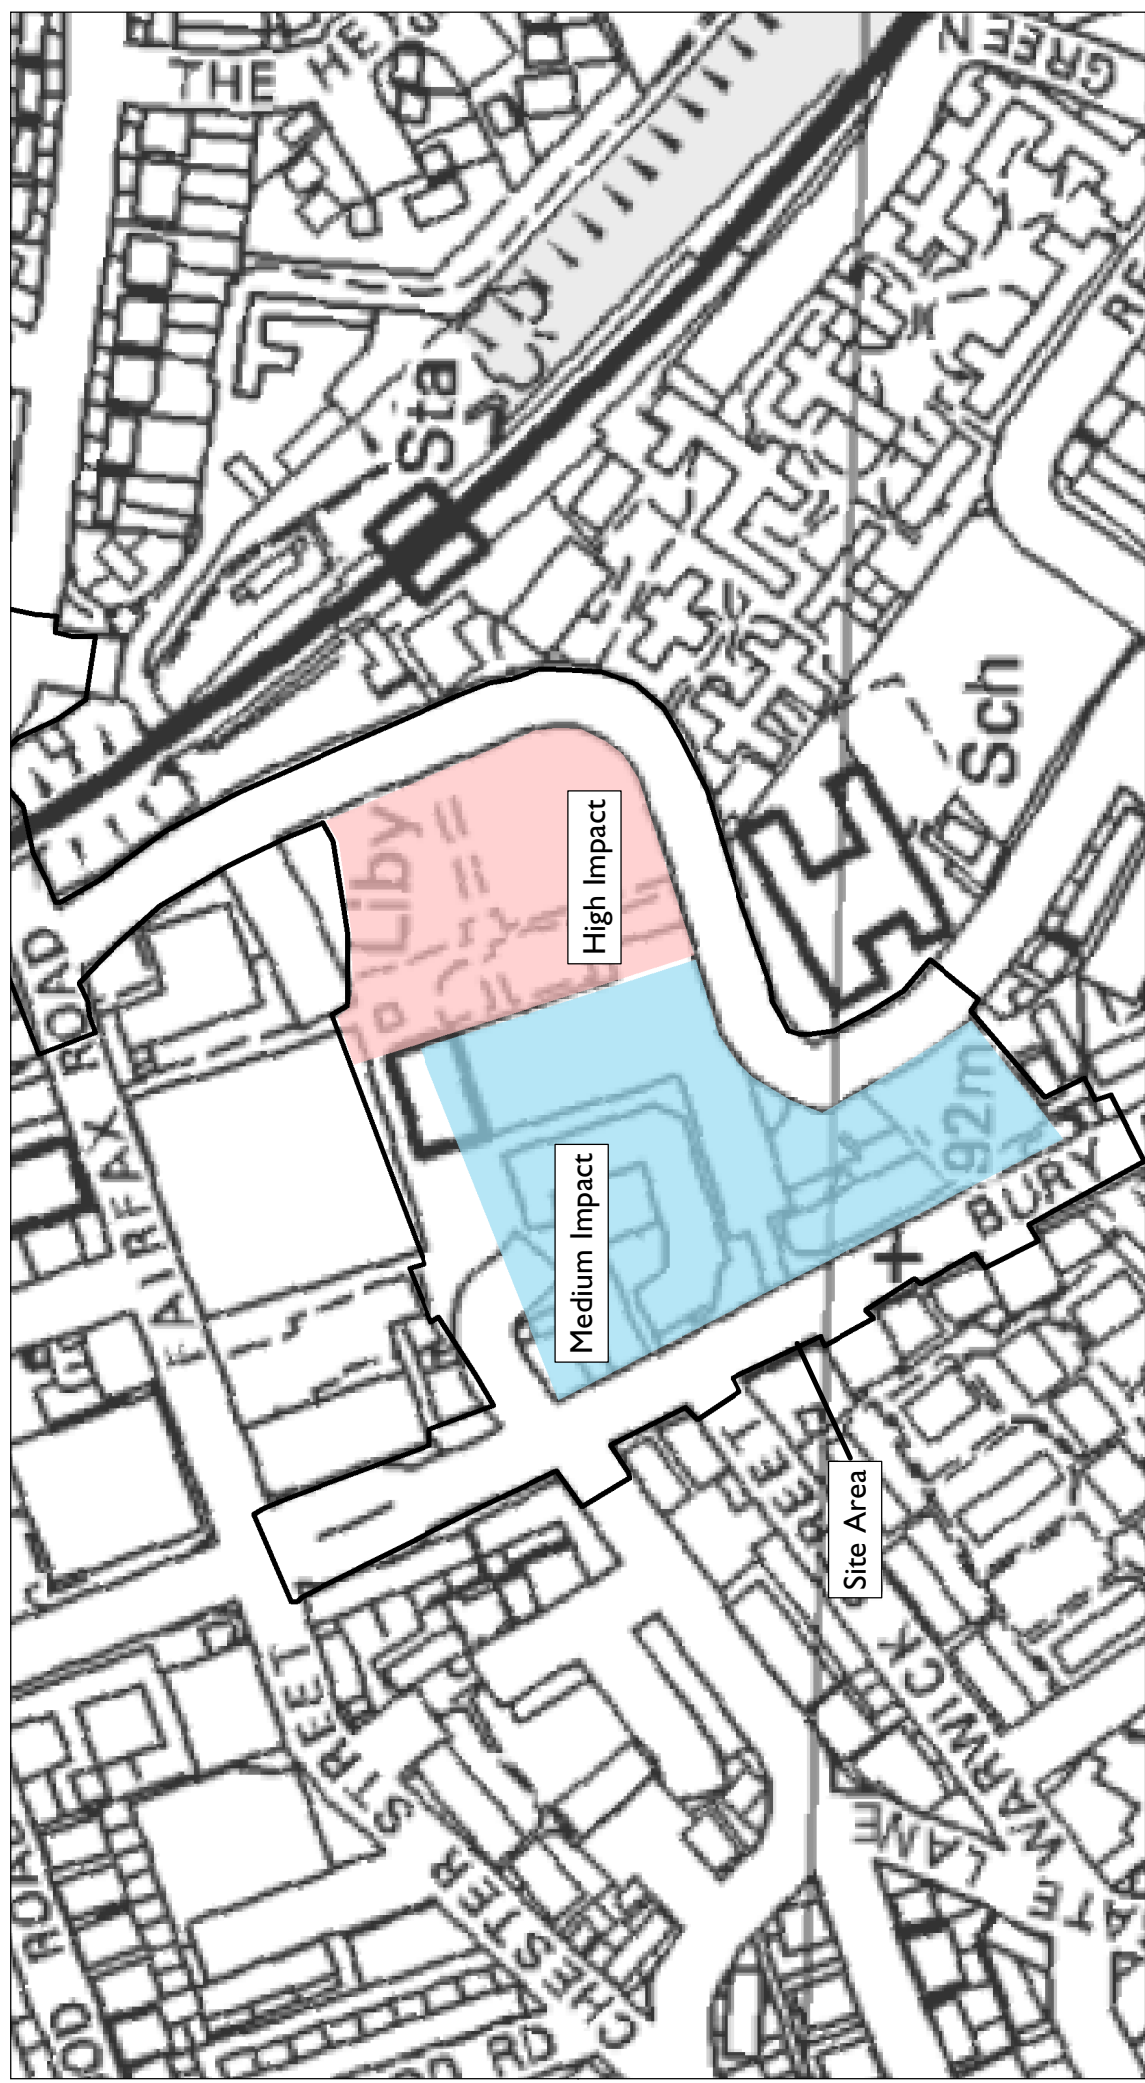 THE
Sta
GREEN
Liby
High Impact
Sch
FAIRFAX ROAD
Medium Impact
92m
BURY
STREET
Site Area
WARWICK
LANE
CHESTER STREET
ROAD
RD